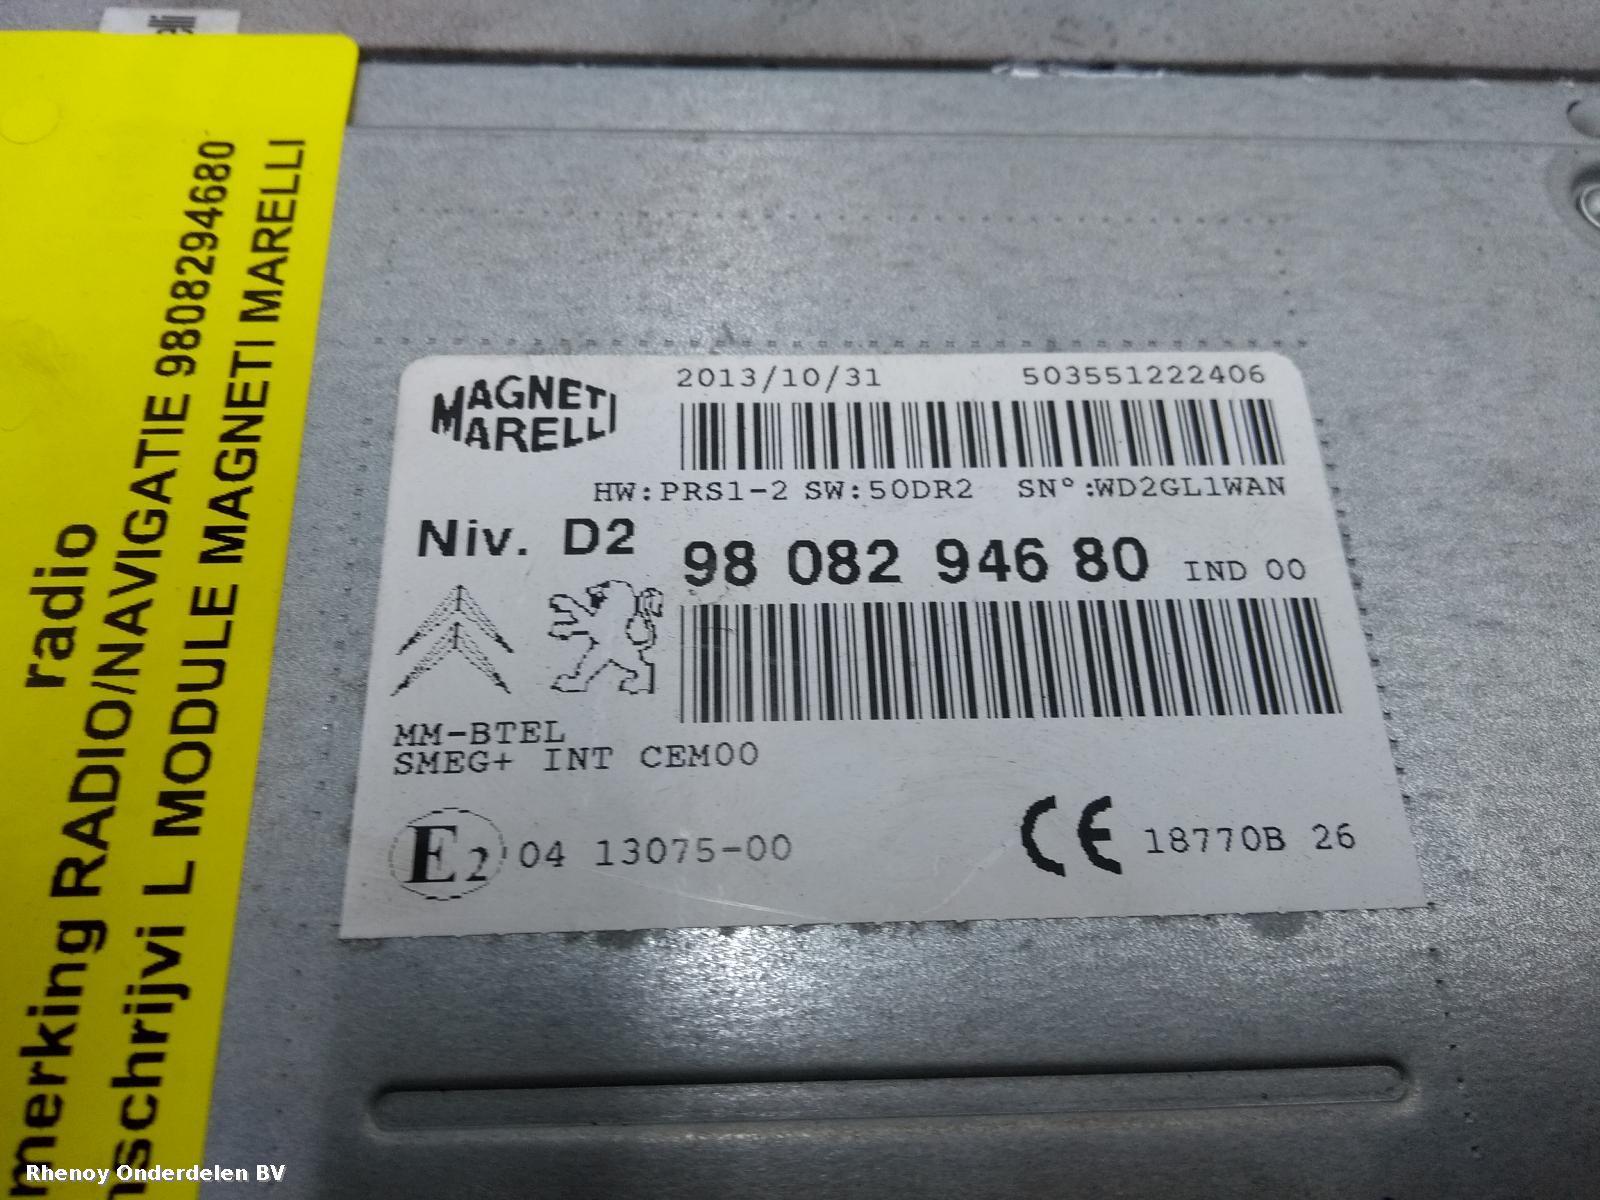 radio
merking RADIO/NAVIGATIE 9808294680
nschrijvi L MODULE MAGNETI MARELLI
MAGNETI
MARELLI
2013/10/31 503551222406
HW:PRS1-2 SW:50DR2 SN°:WD2GL1WAN
Niv. D2
98 082 946 80 IND 00
MM-BTEL
SMEG+ INT CEM00
E2 04 13075-00
CE 18770B 26
Rhenoy Onderdelen BV